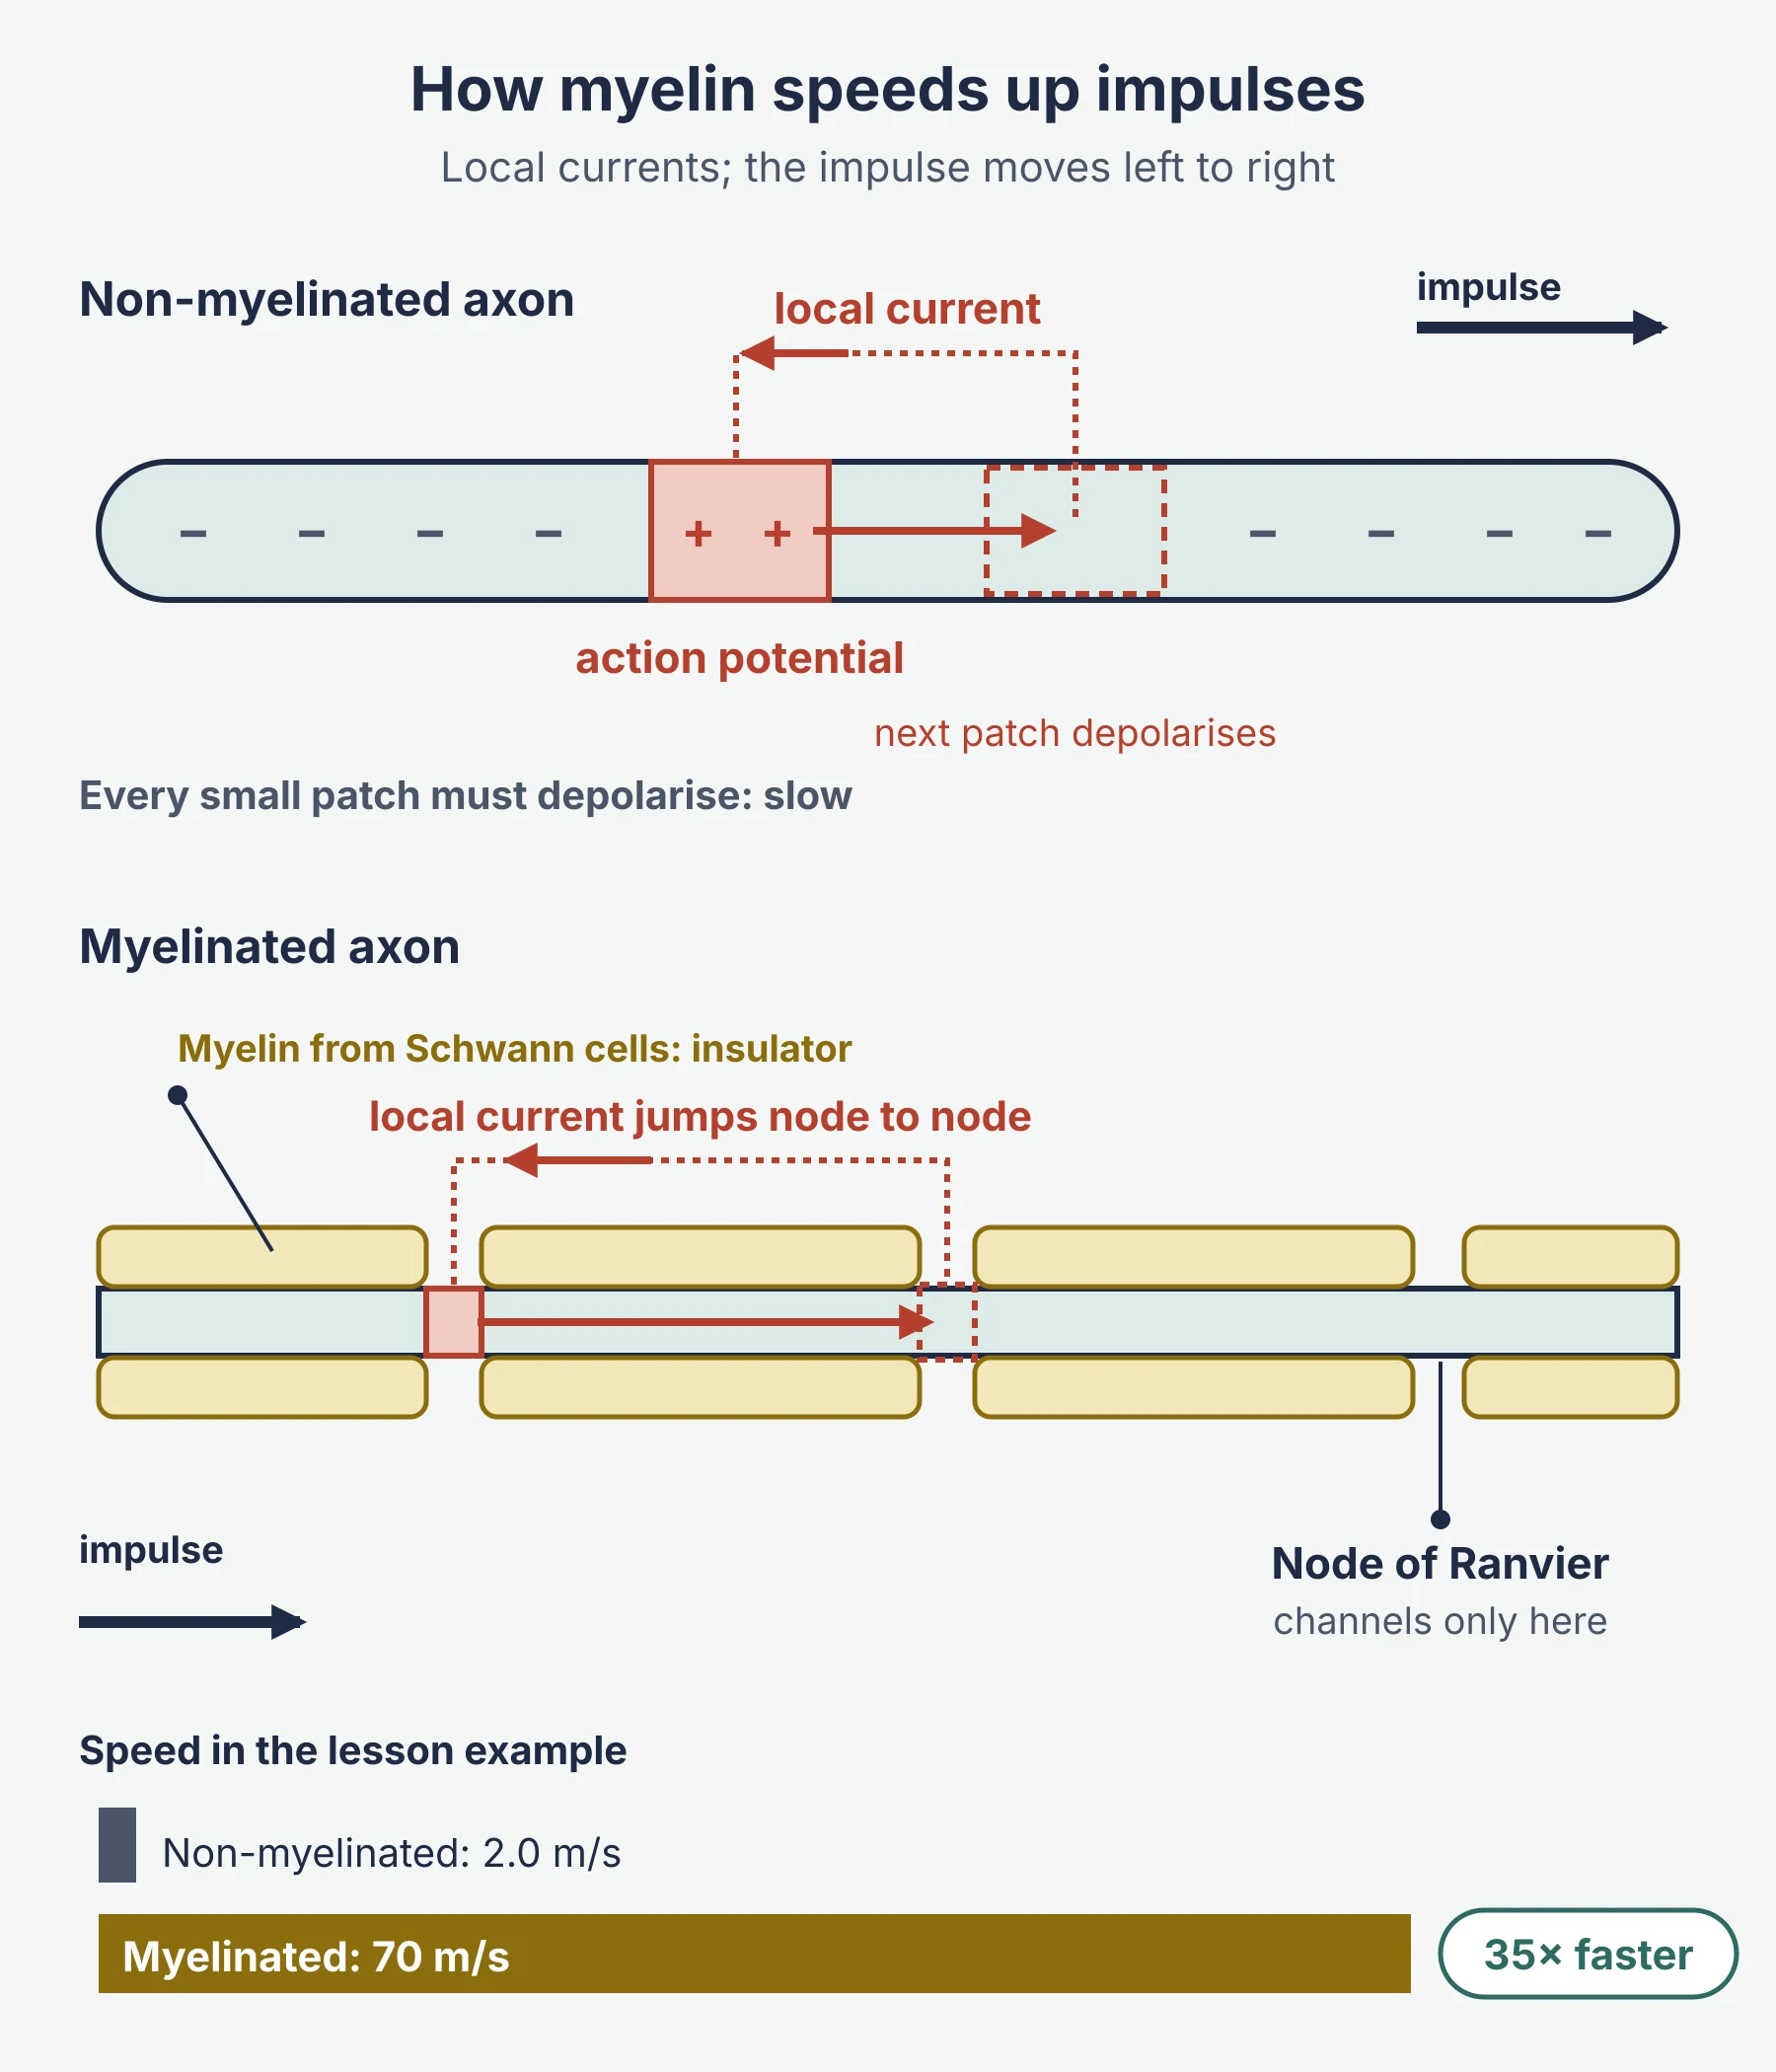 How myelin speeds up impulses
Local currents; the impulse moves left to right
Non-myelinated axon
local current
impulse
– – – – + + – – – –
action potential
next patch depolarises
Every small patch must depolarise: slow
Myelinated axon
Myelin from Schwann cells: insulator
local current jumps node to node
impulse
Node of Ranvier
channels only here
Speed in the lesson example
Non-myelinated: 2.0 m/s
Myelinated: 70 m/s
35× faster